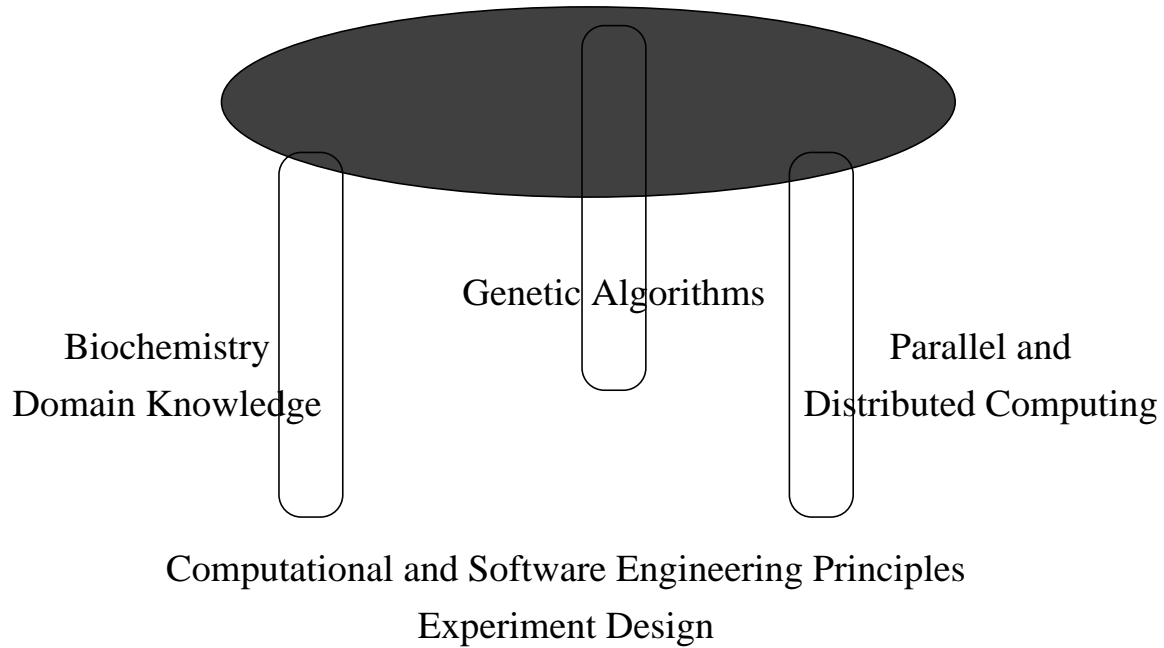 Genetic Algorithms
Biochemistry
Domain Knowledge
Parallel and
Distributed Computing
Computational and Software Engineering Principles
Experiment Design